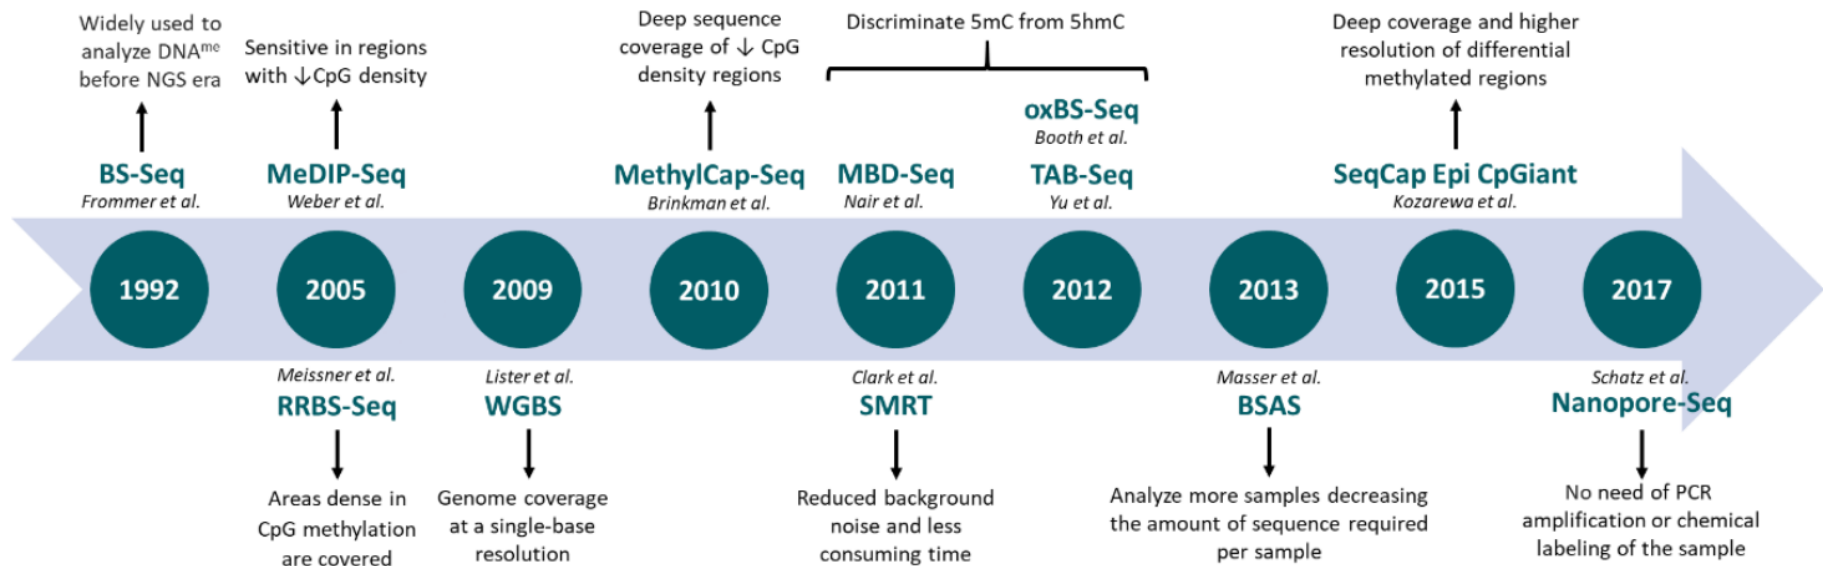 Widely used to
analyze DNAme
before NGS era
Sensitive in regions
with ↓CpG density
Deep sequence
coverage of ↓ CpG
density regions
Discriminate 5mC from 5hmC
Deep coverage and higher
resolution of differential
methylated regions
BS-Seq
Frommer et al.
MeDIP-Seq
Weber et al.
MethylCap-Seq
Brinkman et al.
MBD-Seq
Nair et al.
oxBS-Seq
Booth et al.
TAB-Seq
Yu et al.
SeqCap Epi CpGiant
Kozarewa et al.
1992
2005
2009
2010
2011
2012
2013
2015
2017
Meissner et al.
RRBS-Seq
Areas dense in
CpG methylation
are covered
Lister et al.
WGBS
Genome coverage
at a single-base
resolution
Clark et al.
SMRT
Reduced background
noise and less
consuming time
Masser et al.
BSAS
Analyze more samples decreasing
the amount of sequence required
per sample
Schatz et al.
Nanopore-Seq
No need of PCR
amplification or chemical
labeling of the sample